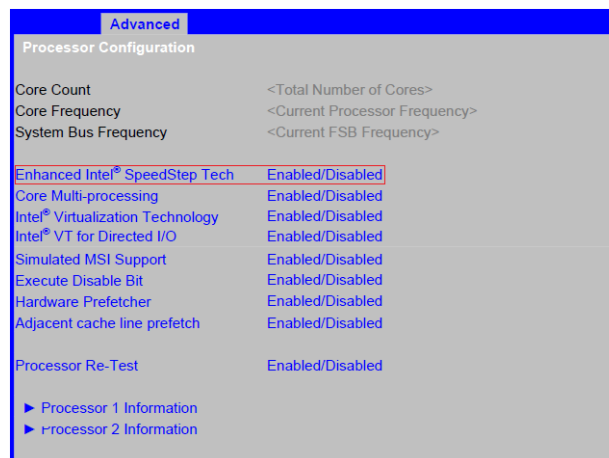 Advanced
Processor Configuration
Core Count <Total Number of Cores>
Core Frequency <Current Processor Frequency>
System Bus Frequency <Current FSB Frequency>
Enhanced Intel® SpeedStep Tech Enabled/Disabled
Core Multi-processing Enabled/Disabled
Intel® Virtualization Technology Enabled/Disabled
Intel® VT for Directed I/O Enabled/Disabled
Simulated MSI Support Enabled/Disabled
Execute Disable Bit Enabled/Disabled
Hardware Prefetcher Enabled/Disabled
Adjacent cache line prefetch Enabled/Disabled
Processor Re-Test Enabled/Disabled
► Processor 1 Information
► Processor 2 Information